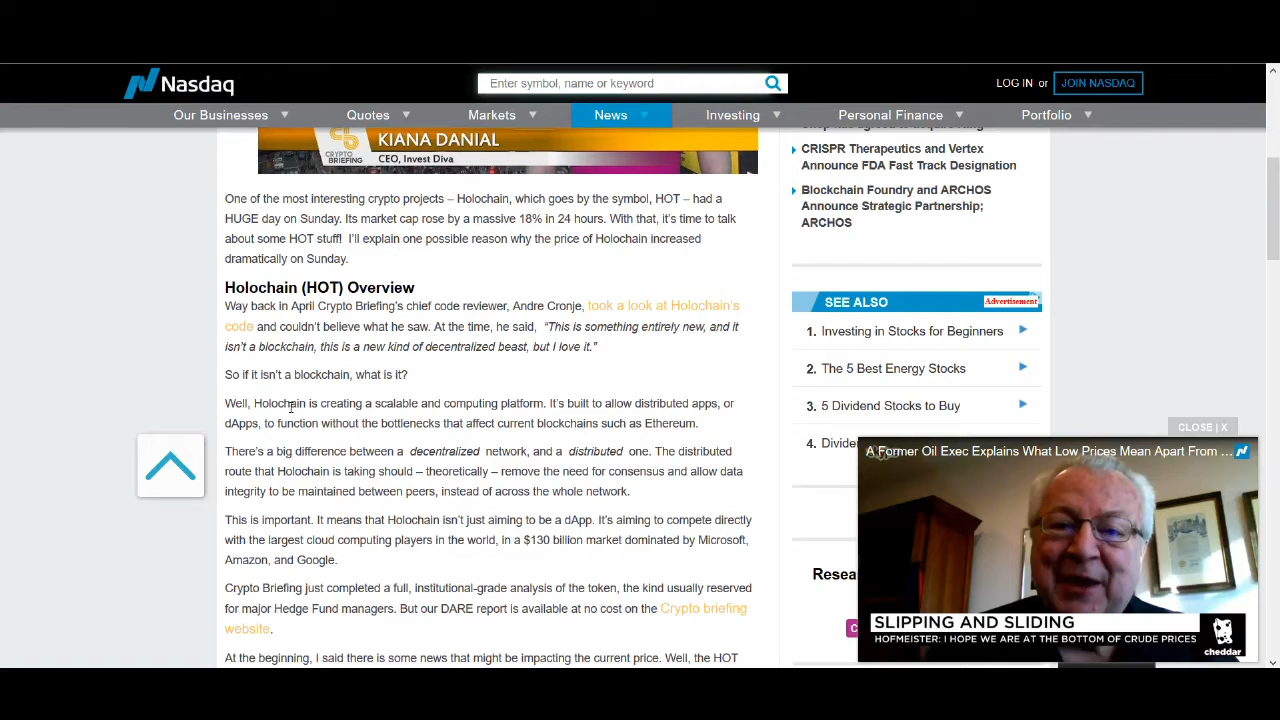 Nasdaq
Enter symbol, name or keyword
LOG IN or JOIN NASDAQ
Our Businesses
Quotes
Markets
News
Investing
Personal Finance
Portfolio
CRYPTO
BRIEFING
KIANA DANIAL
CEO, Invest Diva
One of the most interesting crypto projects – Holochain, which goes by the symbol, HOT – had a
HUGE day on Sunday. Its market cap rose by a massive 18% in 24 hours. With that, it's time to talk
about some HOT stuff! I'll explain one possible reason why the price of Holochain increased
dramatically on Sunday.
Holochain (HOT) Overview
Way back in April Crypto Briefing's chief code reviewer, Andre Cronje, took a look at Holochain's
code and couldn't believe what he saw. At the time, he said, “This is something entirely new, and it
isn't a blockchain, this is a new kind of decentralized beast, but I love it.”
So if it isn't a blockchain, what is it?
Well, Holochain is creating a scalable and computing platform. It's built to allow distributed apps, or
dApps, to function without the bottlenecks that affect current blockchains such as Ethereum.
There's a big difference between a decentralized network, and a distributed one. The distributed
route that Holochain is taking should – theoretically – remove the need for consensus and allow data
integrity to be maintained between peers, instead of across the whole network.
This is important. It means that Holochain isn't just aiming to be a dApp. It's aiming to compete directly
with the largest cloud computing players in the world, in a $130 billion market dominated by Microsoft,
Amazon, and Google.
Crypto Briefing just completed a full, institutional-grade analysis of the token, the kind usually reserved
for major Hedge Fund managers. But our DARE report is available at no cost on the Crypto briefing
website.
At the beginning, I said there is some news that might be impacting the current price. Well, the HOT
CRISPR Therapeutics and Vertex
Announce FDA Fast Track Designation
Blockchain Foundry and ARCHOS
Announce Strategic Partnership;
ARCHOS
SEE ALSO
Advertisement
1. Investing in Stocks for Beginners
2. The 5 Best Energy Stocks
3. 5 Dividend Stocks to Buy
4.
CLOSE | X
A Former Oil Exec Explains What Low Prices Mean Apart From ...
SLIPPING AND SLIDING
HOFMEISTER: I HOPE WE ARE AT THE BOTTOM OF CRUDE PRICES
cheddar